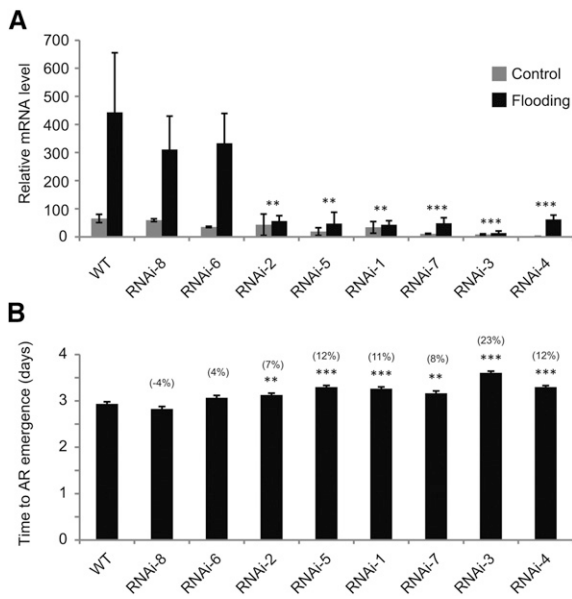 A
Relative mRNA level
700
600
500
400
300
200
100
0
Control
Flooding
** ** ** *** *** ***
WT RNAi-8 RNAi-6 RNAi-2 RNAi-5 RNAi-1 RNAi-7 RNAi-3 RNAi-4
B
Time to AR emergence (days)
4
3
2
1
0
(-4%) (4%) (7%) (12%) (11%) (8%) (23%) (12%)
** *** *** ** *** ***
WT RNAi-8 RNAi-6 RNAi-2 RNAi-5 RNAi-1 RNAi-7 RNAi-3 RNAi-4